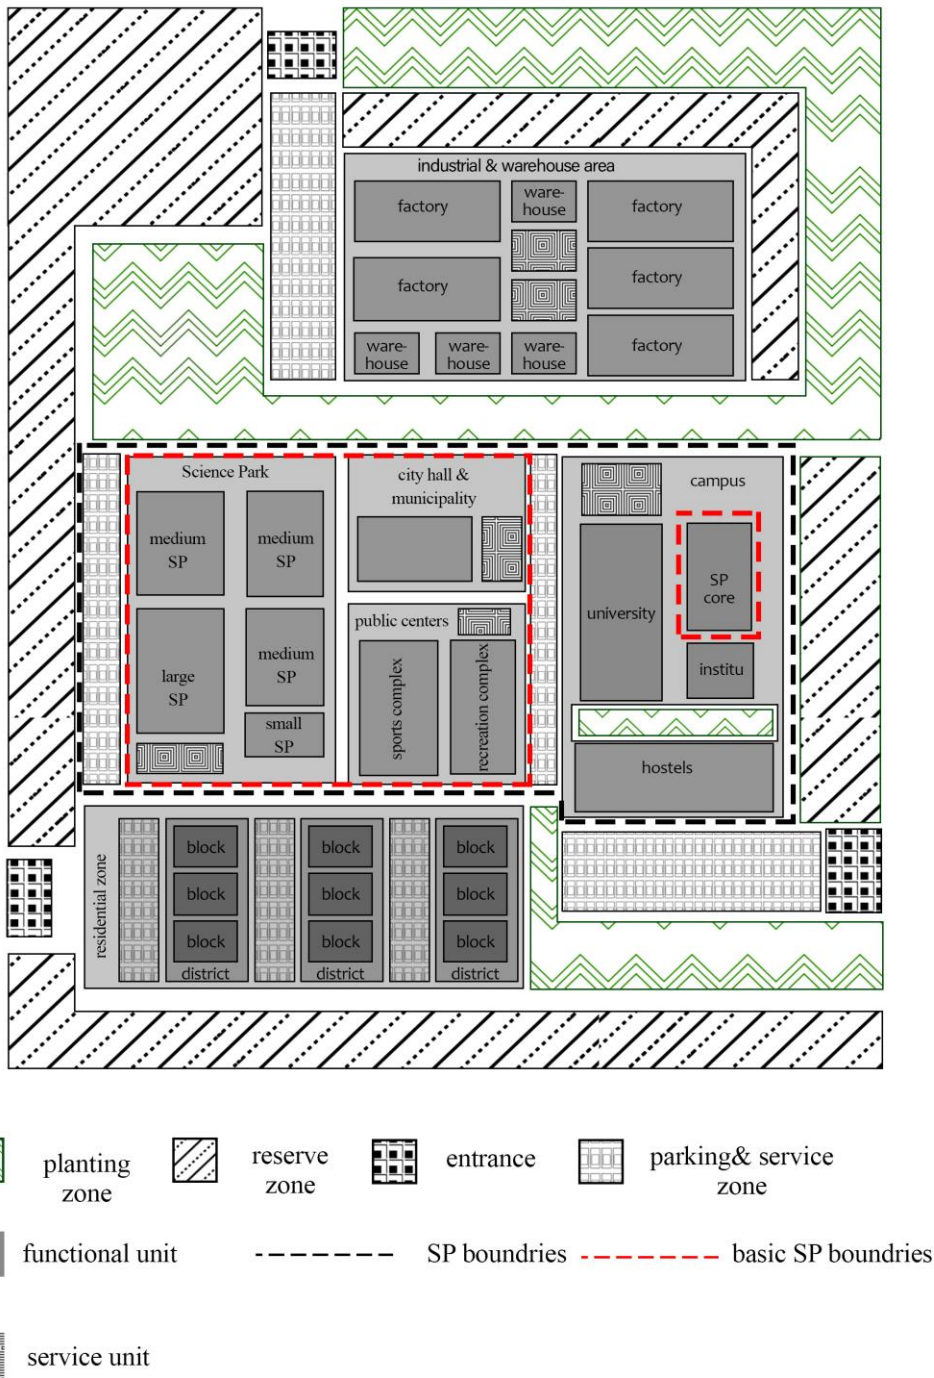 industrial & warehouse area
factory
ware-
house
factory
factory
factory
factory
ware-
house
ware-
house
ware-
house
Science Park
medium
SP
medium
SP
large
SP
medium
SP
small
SP
city hall &
municipality
public centers
sports complex
recreation complex
campus
university
SP
core
institu
hostels
residential zone
block
block
block
block
block
block
block
block
block
district
district
district
planting
zone
reserve
zone
entrance
parking& service
zone
functional unit
SP boundries
basic SP boundries
service unit